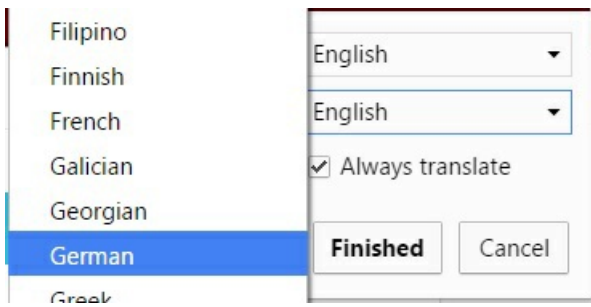 Filipino
Finnish
French
Galician
Georgian
German
Greek
English
English
Always translate
Finished
Cancel